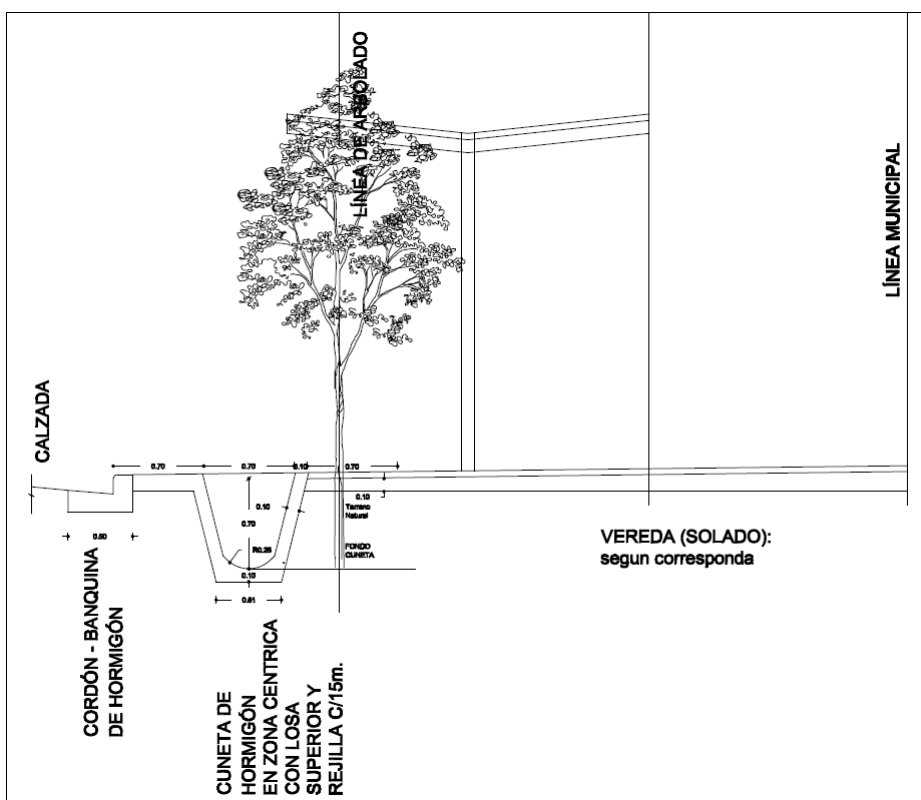 LÍNEA DE ARBOLADO
LÍNEA MUNICIPAL
CALZADA
0.70
0.70
0.10
0.70
0.10
0.70
0.10
Terreno
Natural
R0.25
FONDO
CUNETA
0.10
0.50
0.61
VEREDA (SOLADO):
segun corresponda
CORDÓN - BANQUINA
DE HORMIGÓN
CUNETA DE
HORMIGÓN
EN ZONA CENTRICA
CON LOSA
SUPERIOR Y
REJILLA C/15m.